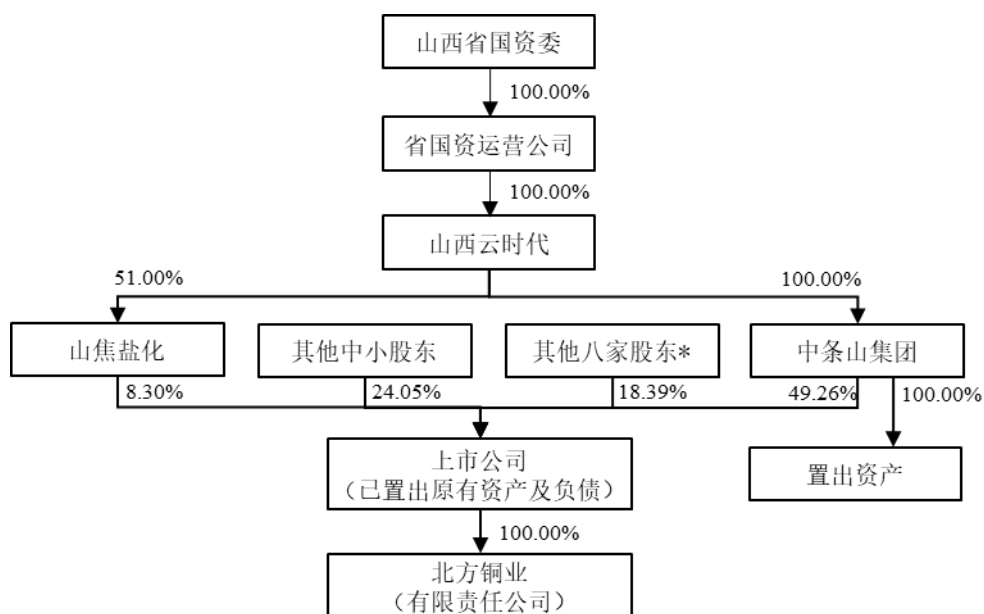 山西省国资委
100.00%
省国资运营公司
100.00%
山西云时代
51.00%
100.00%
山焦盐化
其他中小股东
其他八家股东*
中条山集团
8.30%
24.05%
18.39%
49.26%
100.00%
上市公司
（已置出原有资产及负债）
置出资产
100.00%
北方铜业
（有限责任公司）